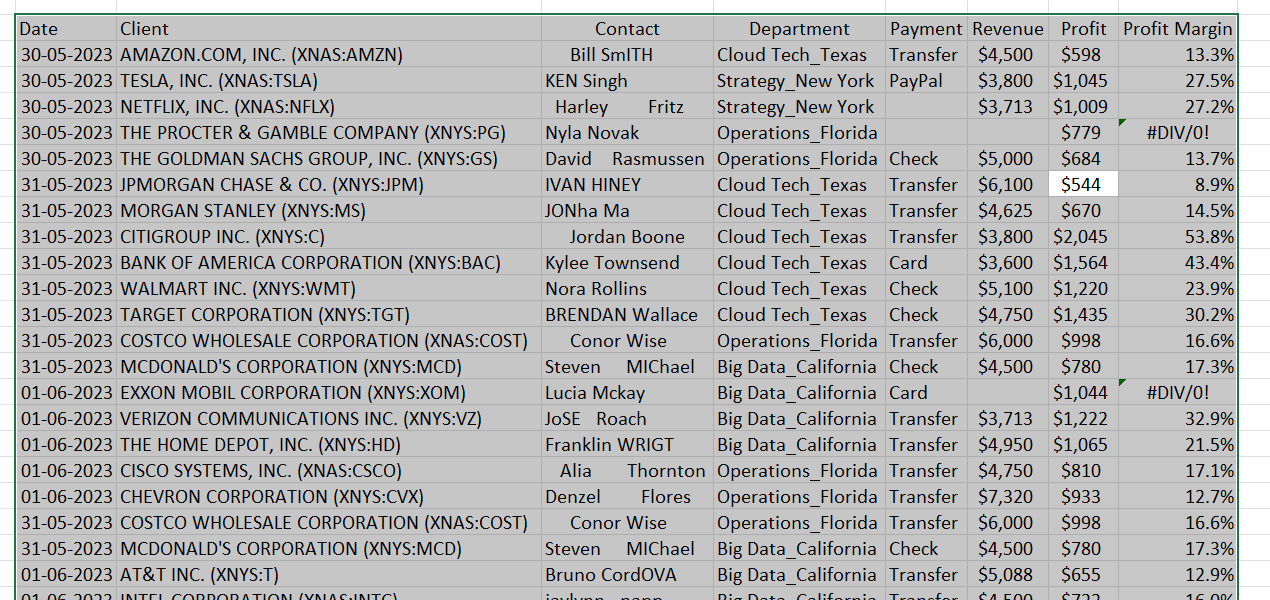 Date Client Contact Department Payment Revenue Profit Profit Margin
30-05-2023 AMAZON.COM, INC. (XNAS:AMZN) Bill SmITH Cloud Tech_Texas Transfer $4,500 $598 13.3%
30-05-2023 TESLA, INC. (XNAS:TSLA) KEN Singh Strategy_New York PayPal $3,800 $1,045 27.5%
30-05-2023 NETFLIX, INC. (XNAS:NFLX) Harley Fritz Strategy_New York $3,713 $1,009 27.2%
30-05-2023 THE PROCTER & GAMBLE COMPANY (XNYS:PG) Nyla Novak Operations_Florida $779 #DIV/0!
30-05-2023 THE GOLDMAN SACHS GROUP, INC. (XNYS:GS) David Rasmussen Operations_Florida Check $5,000 $684 13.7%
31-05-2023 JPMORGAN CHASE & CO. (XNYS:JPM) IVAN HINEY Cloud Tech_Texas Transfer $6,100 $544 8.9%
31-05-2023 MORGAN STANLEY (XNYS:MS) JONha Ma Cloud Tech_Texas Transfer $4,625 $670 14.5%
31-05-2023 CITIGROUP INC. (XNYS:C) Jordan Boone Cloud Tech_Texas Transfer $3,800 $2,045 53.8%
31-05-2023 BANK OF AMERICA CORPORATION (XNYS:BAC) Kylee Townsend Cloud Tech_Texas Card $3,600 $1,564 43.4%
31-05-2023 WALMART INC. (XNYS:WMT) Nora Rollins Cloud Tech_Texas Check $5,100 $1,220 23.9%
31-05-2023 TARGET CORPORATION (XNYS:TGT) BRENDAN Wallace Cloud Tech_Texas Check $4,750 $1,435 30.2%
31-05-2023 COSTCO WHOLESALE CORPORATION (XNAS:COST) Conor Wise Operations_Florida Transfer $6,000 $998 16.6%
31-05-2023 MCDONALD'S CORPORATION (XNYS:MCD) Steven MIChael Big Data_California Check $4,500 $780 17.3%
01-06-2023 EXXON MOBIL CORPORATION (XNYS:XOM) Lucia Mckay Big Data_California Card $1,044 #DIV/0!
01-06-2023 VERIZON COMMUNICATIONS INC. (XNYS:VZ) JoSE Roach Big Data_California Transfer $3,713 $1,222 32.9%
01-06-2023 THE HOME DEPOT, INC. (XNYS:HD) Franklin WRIGT Big Data_California Transfer $4,950 $1,065 21.5%
01-06-2023 CISCO SYSTEMS, INC. (XNAS:CSCO) Alia Thornton Operations_Florida Transfer $4,750 $810 17.1%
01-06-2023 CHEVRON CORPORATION (XNYS:CVX) Denzel Flores Operations_Florida Transfer $7,320 $933 12.7%
31-05-2023 COSTCO WHOLESALE CORPORATION (XNAS:COST) Conor Wise Operations_Florida Transfer $6,000 $998 16.6%
31-05-2023 MCDONALD'S CORPORATION (XNYS:MCD) Steven MIChael Big Data_California Check $4,500 $780 17.3%
01-06-2023 AT&T INC. (XNYS:T) Bruno CordOVA Big Data_California Transfer $5,088 $655 12.9%
01-06-2023 INTEL CORPORATION (XNAS:INTC) Big Data_California Transfer $4,500